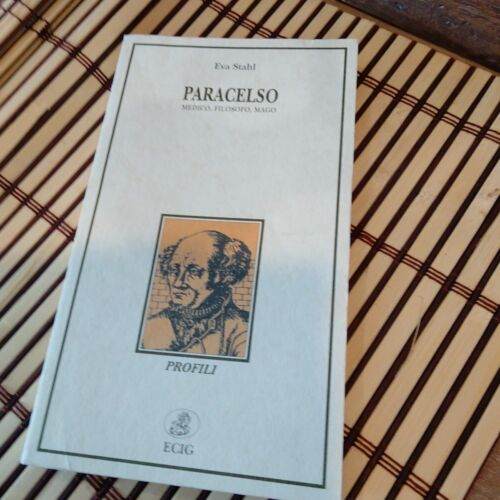 Eva Stahl
PARACELSO
MEDICO, FILOSOFO, MAGO
PROFILI
ECIG